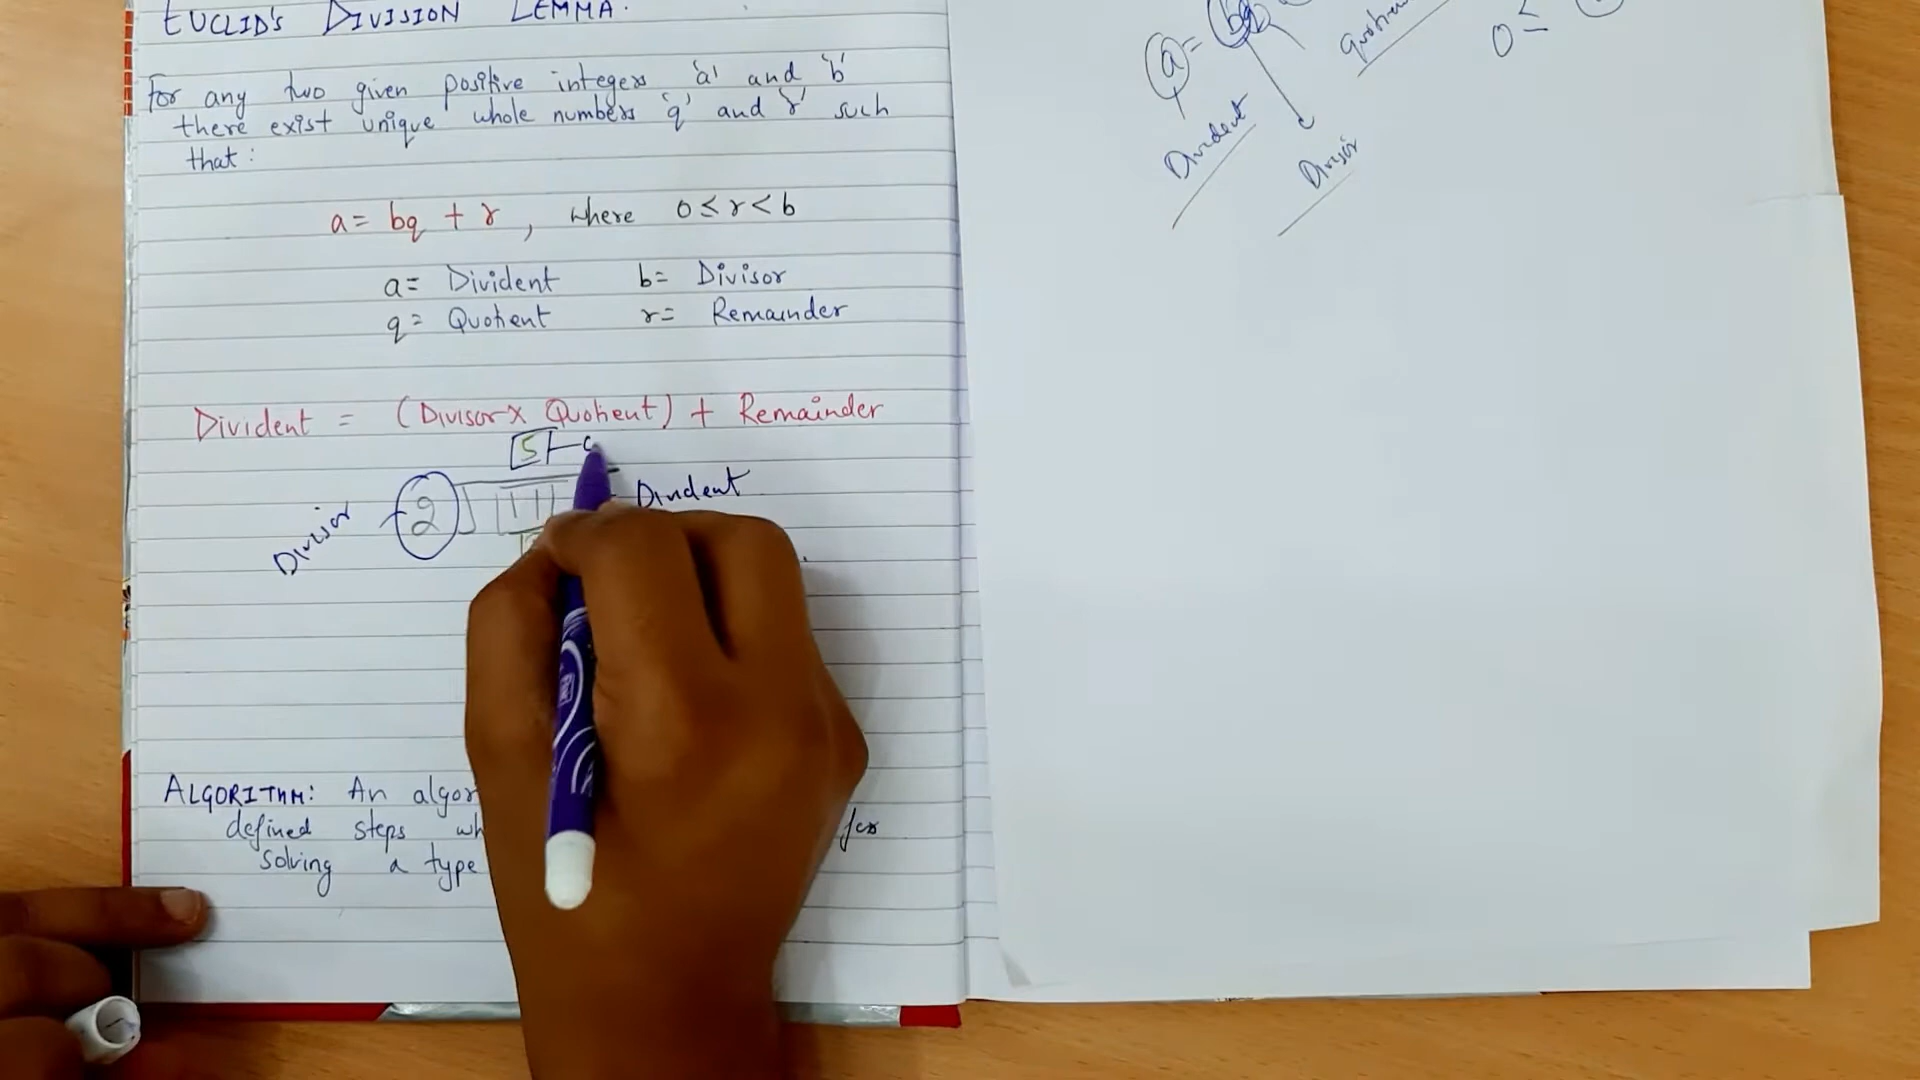 EUCLID'S DIVISION LEMMA.
For any two given positive integers 'a' and 'b'
there exist unique whole numbers 'q' and 'r' such
that:
a = bq + r, where 0 ≤ r < b
a = Divident b = Divisor
q = Quotient r = Remainder
Divident = (Divisor x Quotient) + Remainder
5
Divisor 2 11 Dividend
ALGORITHM: An algor
defined steps wh for
solving a type
a = bq
0 ≤
Divident
Divisor